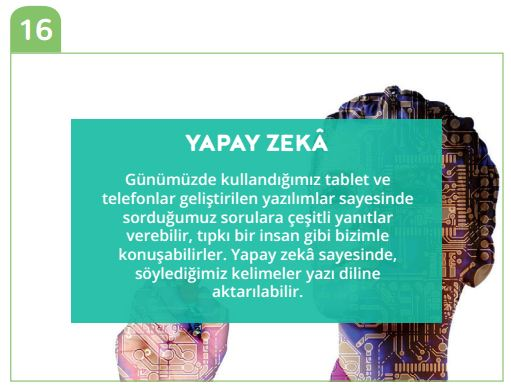 16
YAPAY ZEKÂ
Günümüzde kullandığımız tablet ve
telefonlar geliştirilen yazılımlar sayesinde
sorduğumuz sorulara çeşitli yanıtlar
verebilir, tıpkı bir insan gibi bizimle
konuşabilirler. Yapay zekâ sayesinde,
söylediğimiz kelimeler yazı diline
aktarılabilir.